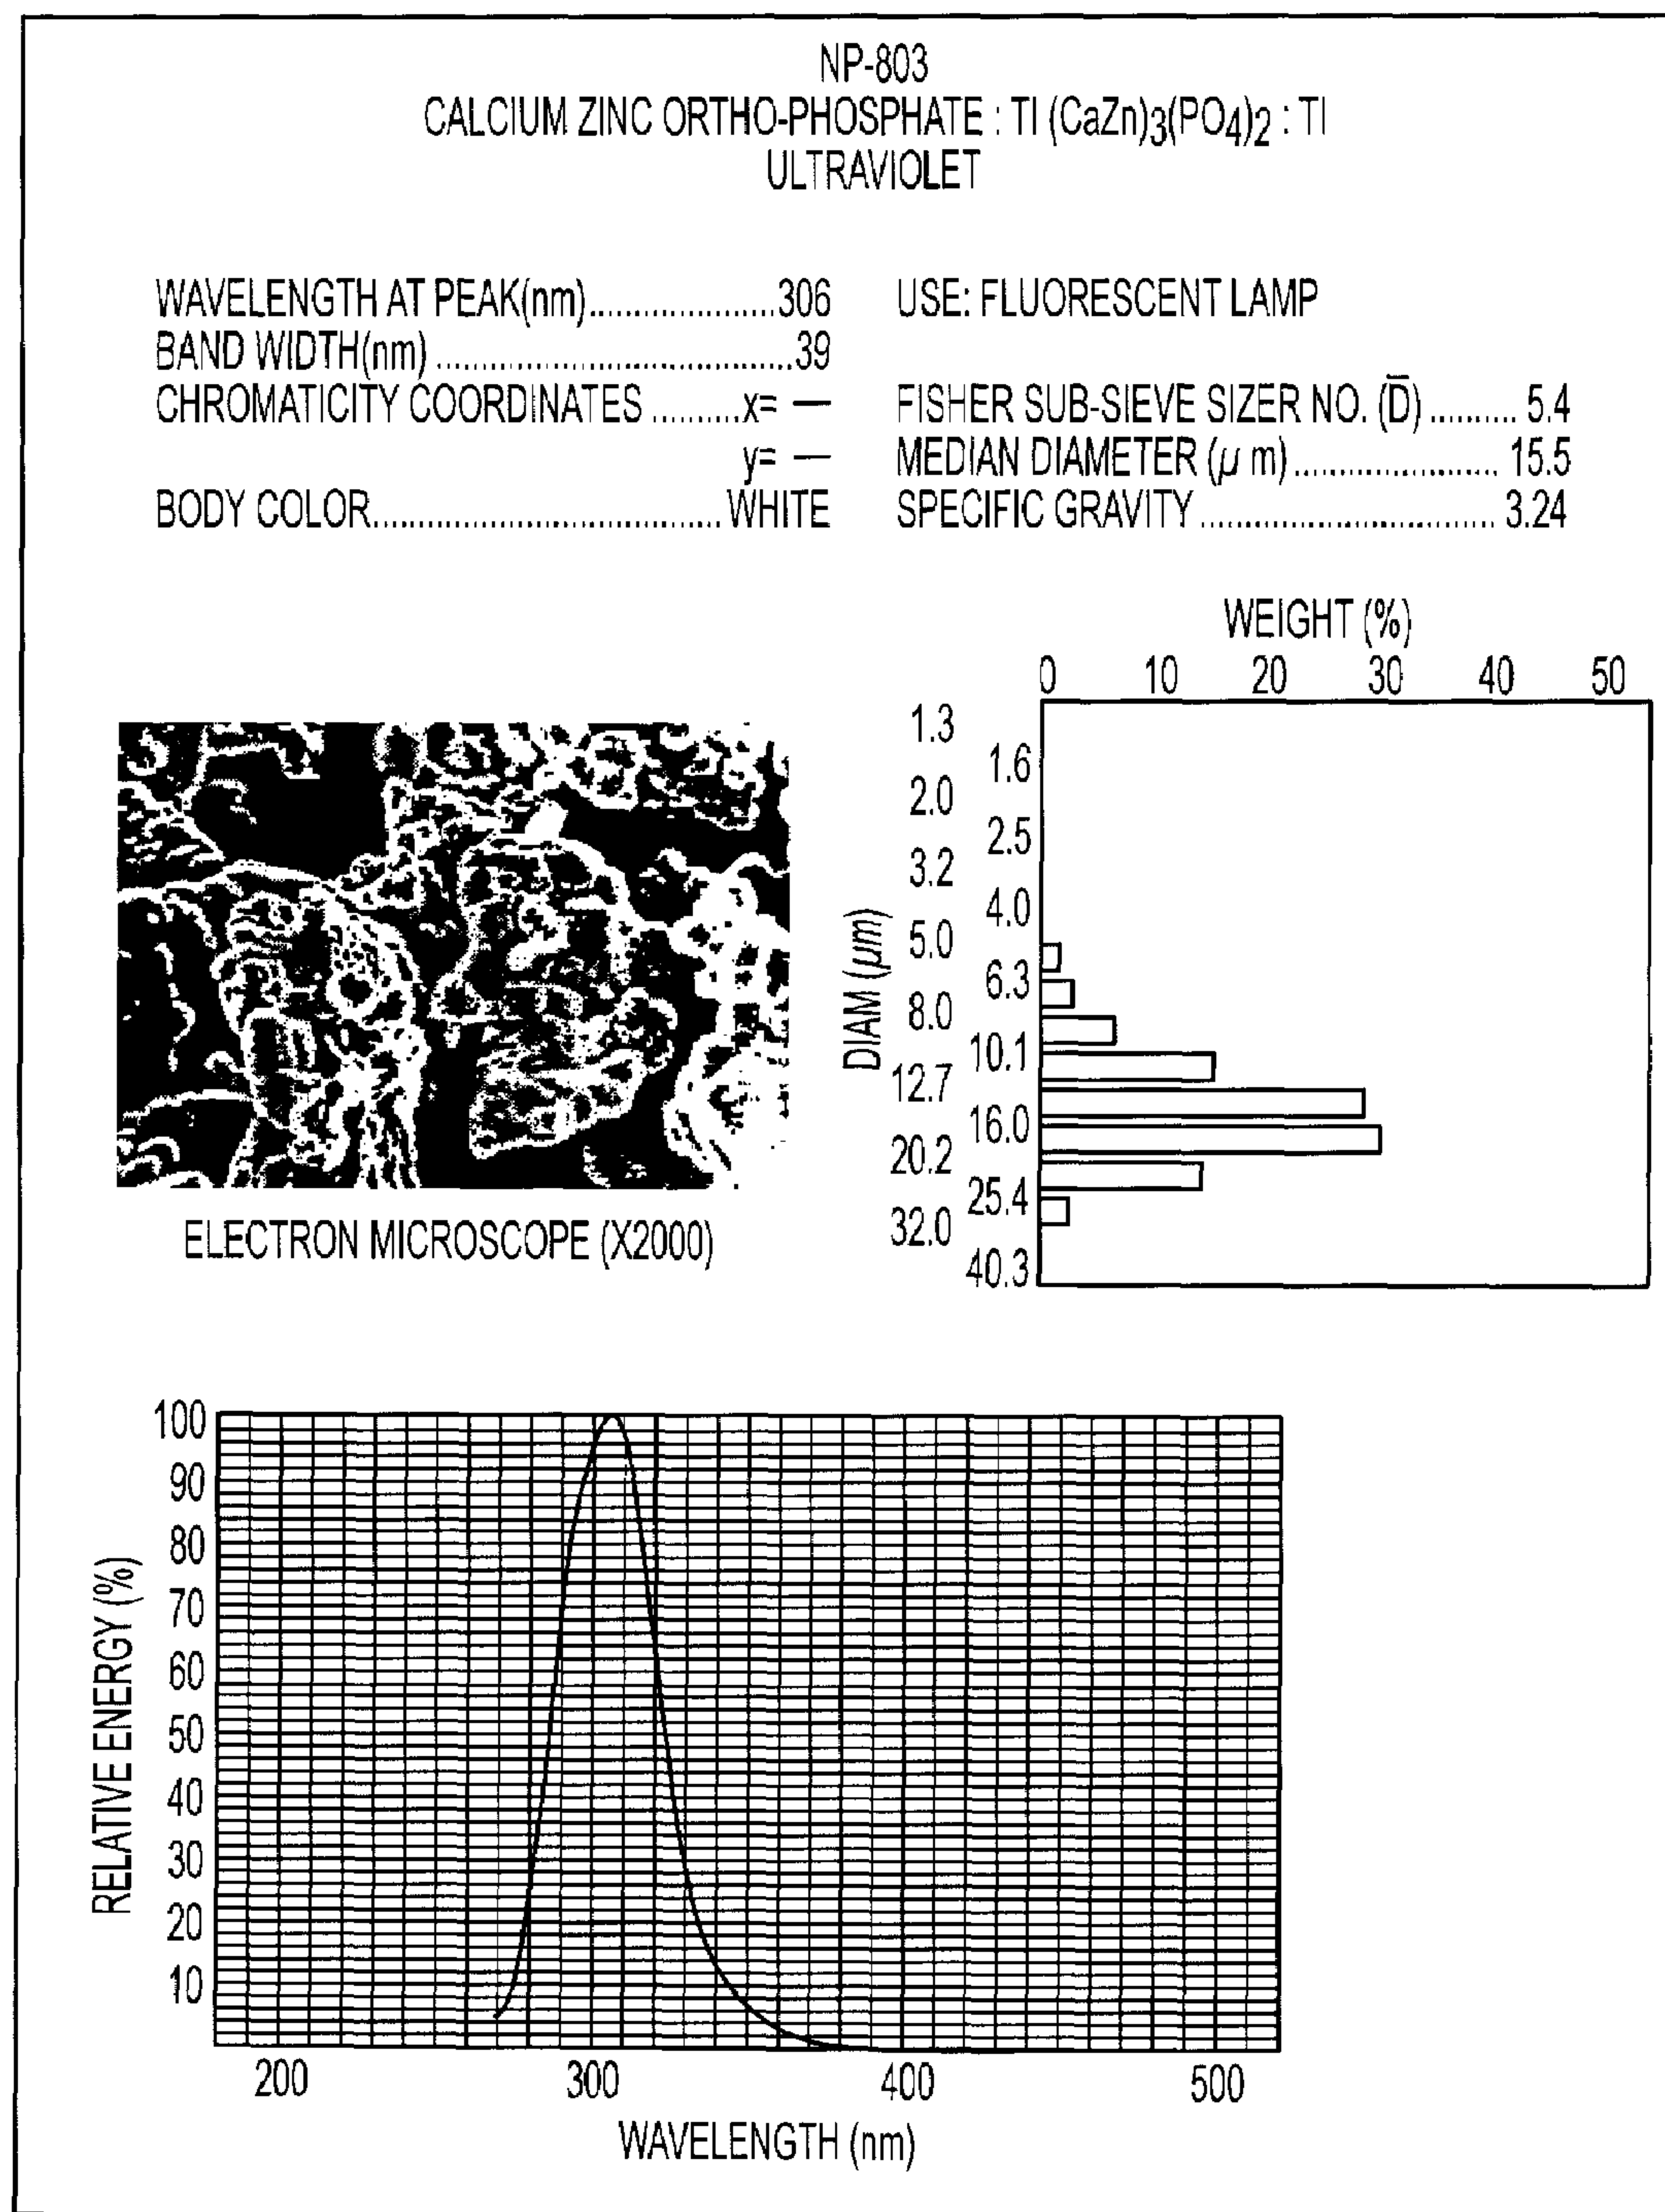 NP-803
CALCIUM ZINC ORTHO-PHOSPHATE : Tl (CaZn)3(PO4)2 : Tl
ULTRAVIOLET
WAVELENGTH AT PEAK(nm).....................306
BAND WIDTH(nm) ........................................39
CHROMATICITY COORDINATES ..........x= —
y= —
BODY COLOR.......................................WHITE
USE: FLUORESCENT LAMP
FISHER SUB-SIEVE SIZER NO. (D̄) .......... 5.4
MEDIAN DIAMETER (μ m) ....................... 15.5
SPECIFIC GRAVITY ................................. 3.24
WEIGHT (%)
0 10 20 30 40 50
DIAM (μm)
1.3
1.6
2.0
2.5
3.2
4.0
5.0
6.3
8.0
10.1
12.7
16.0
20.2
25.4
32.0
40.3
ELECTRON MICROSCOPE (X2000)
RELATIVE ENERGY (%)
100
90
80
70
60
50
40
30
20
10
200 300 400 500
WAVELENGTH (nm)